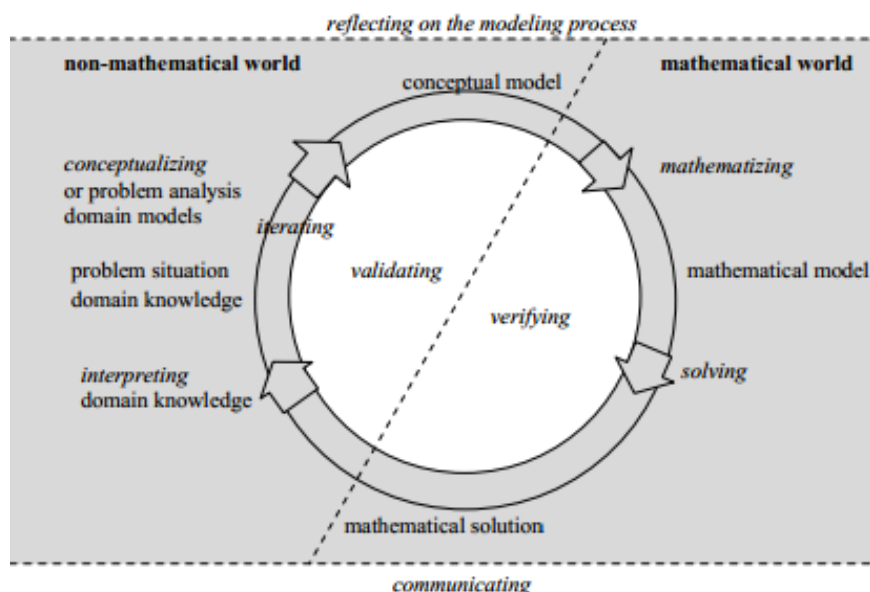 reflecting on the modeling process
non-mathematical world
mathematical world
conceptual model
conceptualizing
or problem analysis
domain models
mathematizing
iterating
validating
problem situation
domain knowledge
mathematical model
verifying
interpreting
domain knowledge
solving
mathematical solution
communicating